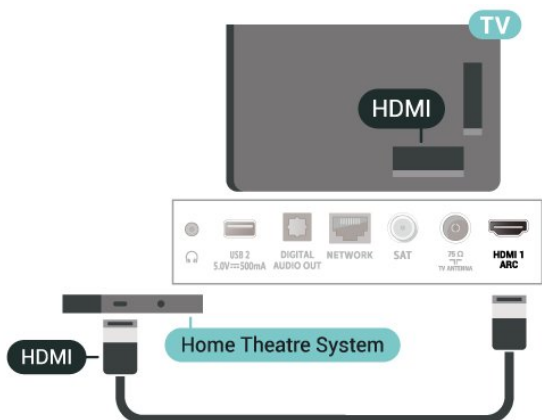 TV
HDMI
USB 2
5.0V⎓500mA
DIGITAL
AUDIO OUT
NETWORK
SAT
75 Ω
TV ANTENNA
HDMI 1
ARC
Home Theatre System
HDMI